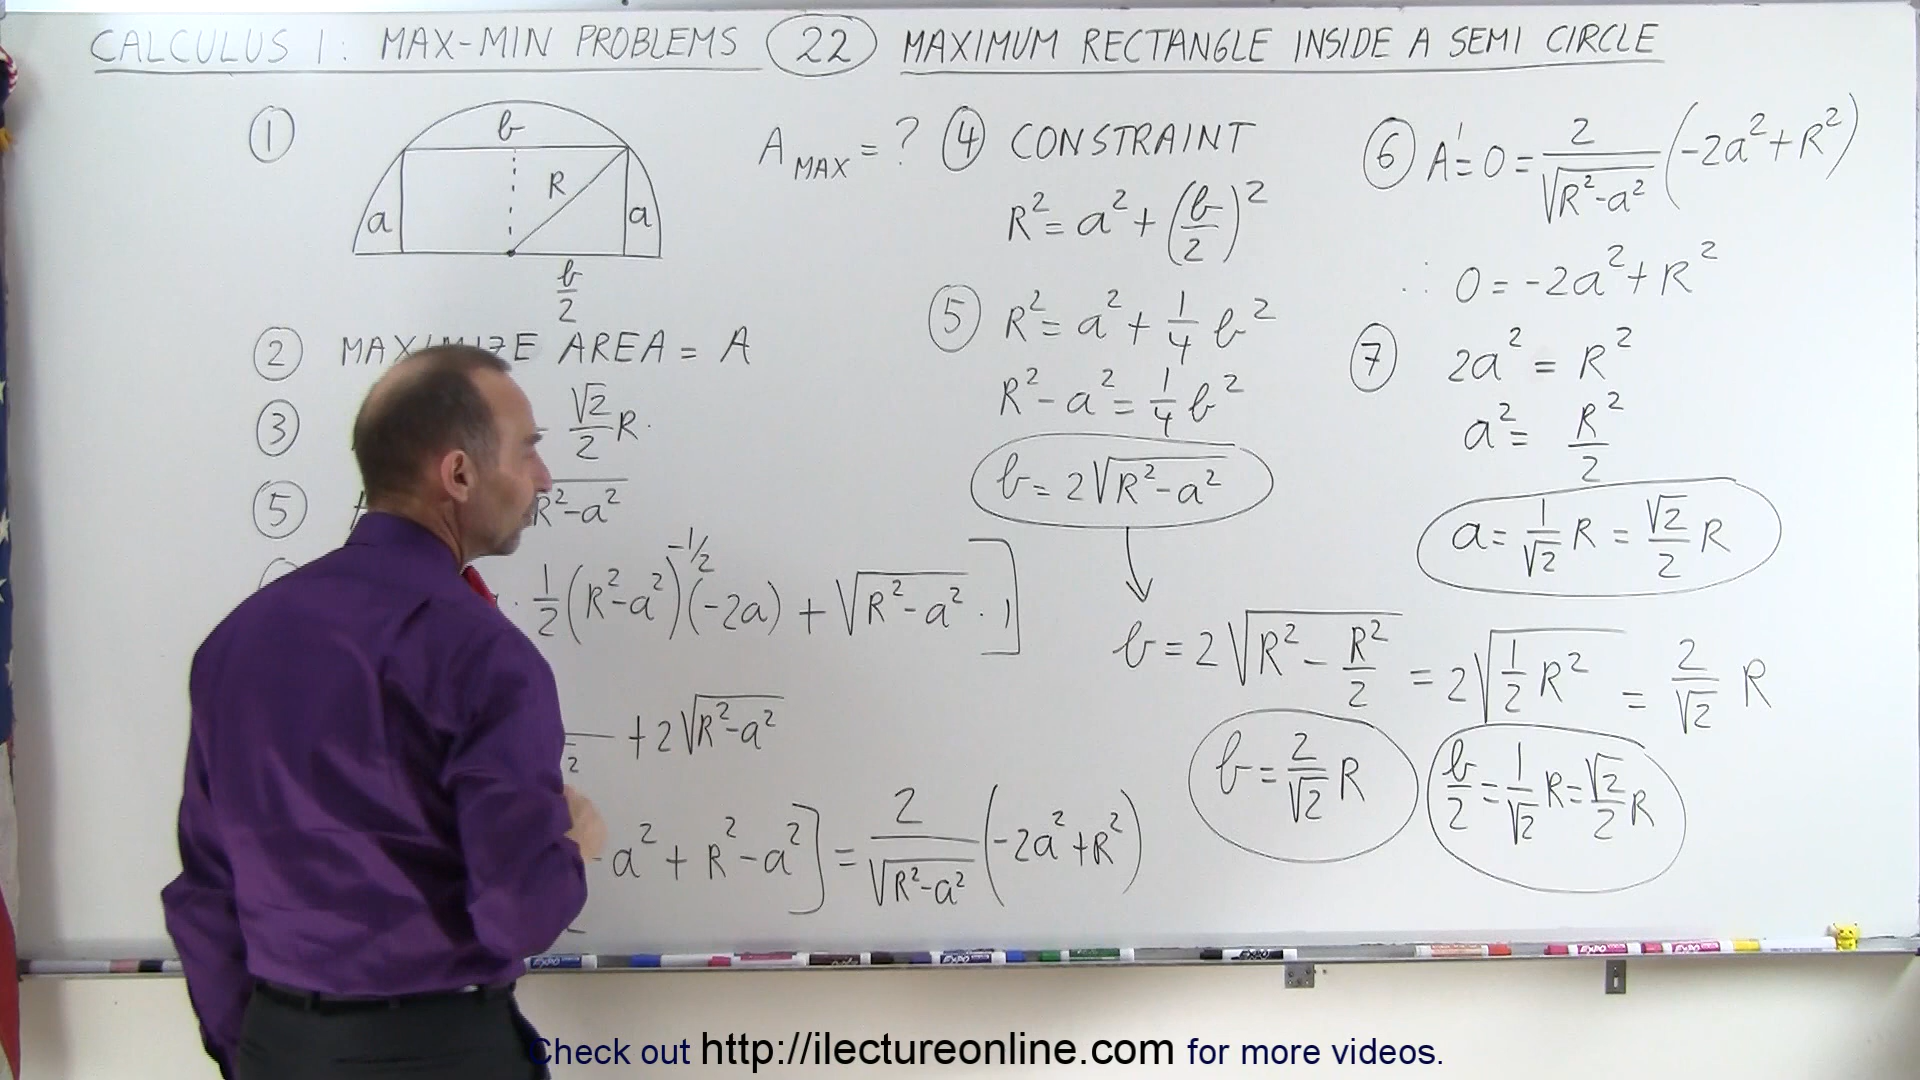 CALCULUS 1: MAX-MIN PROBLEMS 22 MAXIMUM RECTANGLE INSIDE A SEMI CIRCLE
① b R a a b/2
A_MAX = ?
② MAXIMIZE AREA = A
③ √2/2 R.
⑤ R²-a²
· 1/2 (R²-a²)^(-1/2) (-2a) + √(R²-a²) · 1]
+ 2√(R²-a²)
-a² + R² - a²] = 2/√(R²-a²) (-2a² + R²)
④ CONSTRAINT
R² = a² + (b/2)²
⑤ R² = a² + 1/4 b²
R² - a² = 1/4 b²
b = 2√(R²-a²)
b = 2√(R² - R²/2) = 2√(1/2 R²) = 2/√2 R
b = 2/√2 R
b/2 = 1/√2 R = √2/2 R
⑥ A' = 0 = 2/√(R²-a²) (-2a² + R²)
∴ 0 = -2a² + R²
⑦ 2a² = R²
a² = R²/2
a = 1/√2 R = √2/2 R
EXPO
Check out http://ilectureonline.com for more videos.